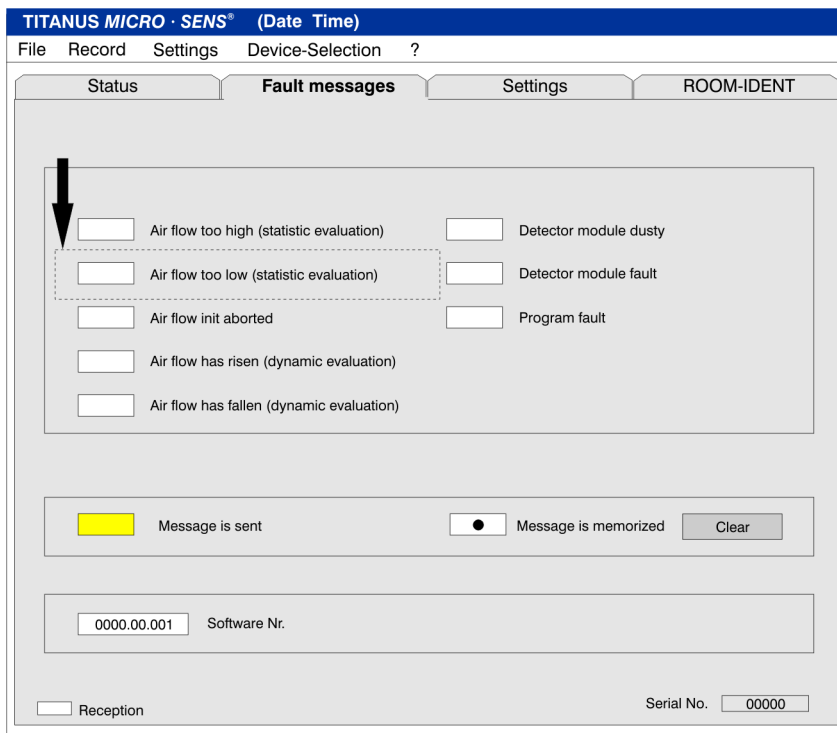 TITANUS MICRO · SENS® (Date Time)
File Record Settings Device-Selection ?
Status Fault messages Settings ROOM-IDENT
Air flow too high (statistic evaluation) Detector module dusty
Air flow too low (statistic evaluation) Detector module fault
Air flow init aborted Program fault
Air flow has risen (dynamic evaluation)
Air flow has fallen (dynamic evaluation)
Message is sent Message is memorized Clear
0000.00.001 Software Nr.
Reception Serial No. 00000